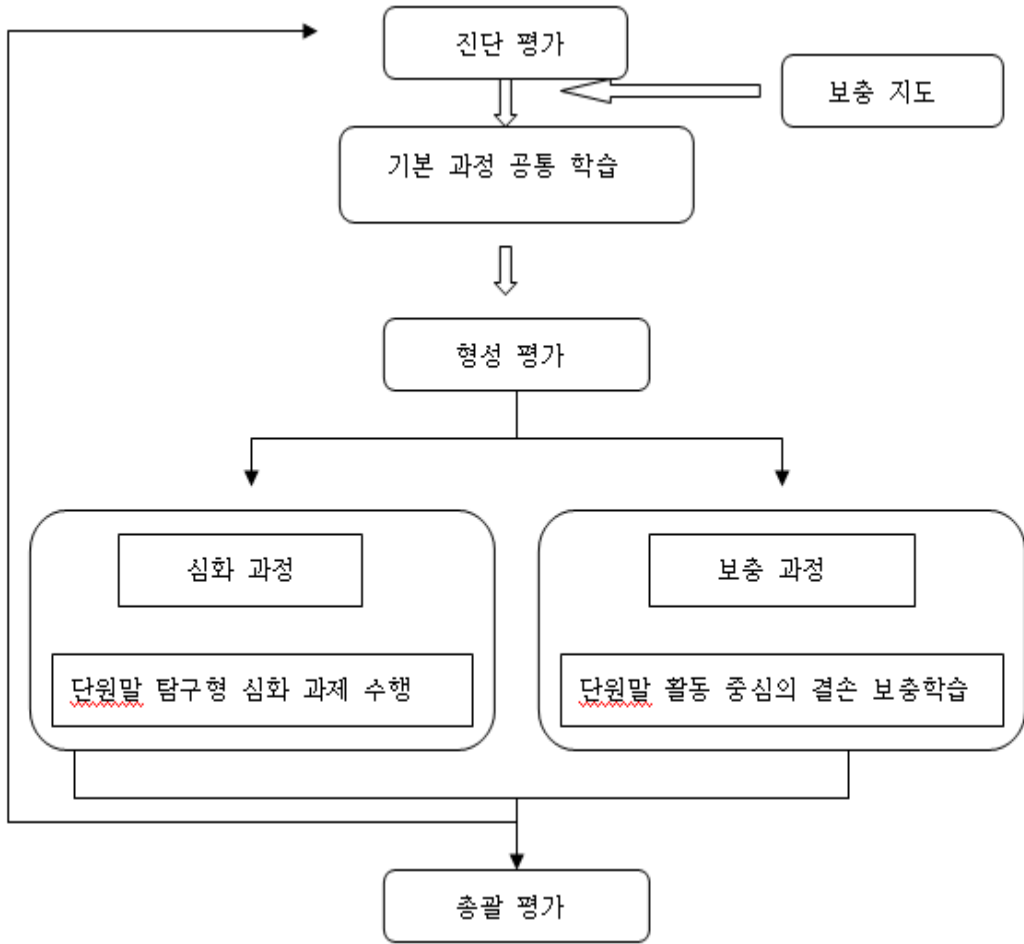 진단 평가
보충 지도
기본 과정 공통 학습
형성 평가
심화 과정
보충 과정
단원말 탐구형 심화 과제 수행
단원말 활동 중심의 결손 보충학습
총괄 평가